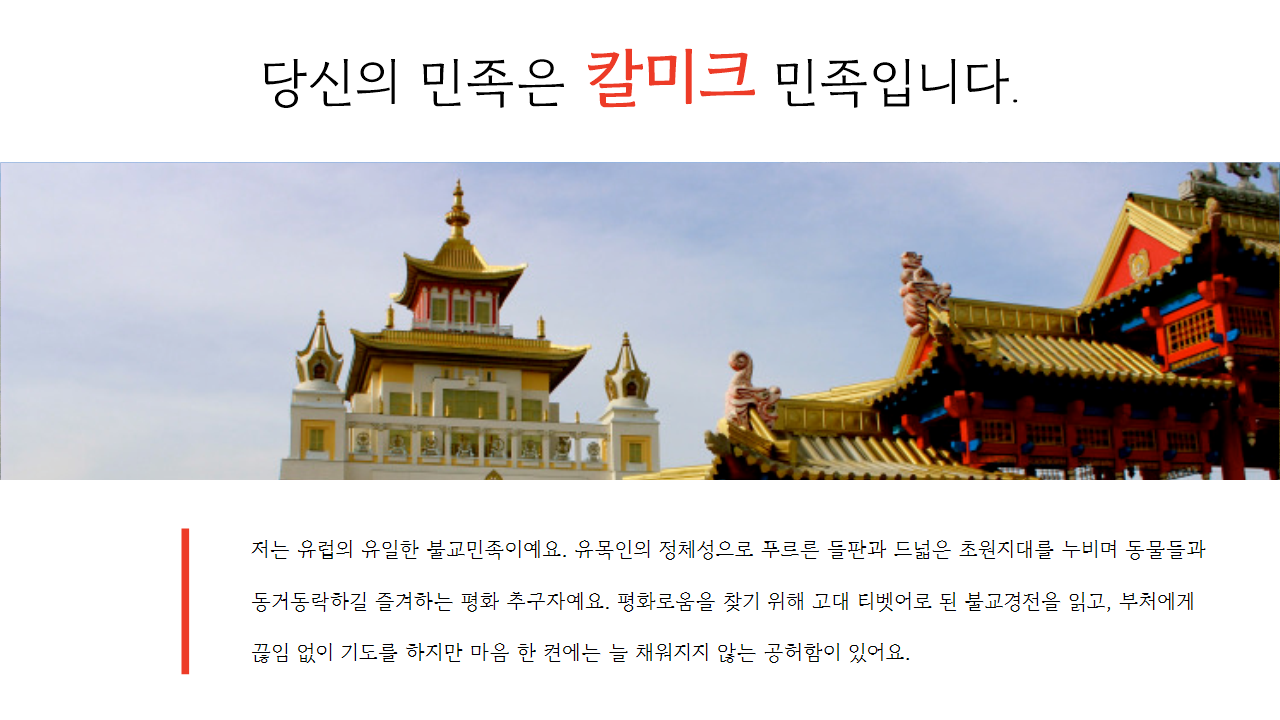 당신의 민족은 칼미크 민족입니다.
저는 유럽의 유일한 불교민족이예요. 유목인의 정체성으로 푸르른 들판과 드넓은 초원지대를 누비며 동물들과
동거동락하길 즐겨하는 평화 추구자예요. 평화로움을 찾기 위해 고대 티벳어로 된 불교경전을 읽고, 부처에게
끊임 없이 기도를 하지만 마음 한 켠에는 늘 채워지지 않는 공허함이 있어요.